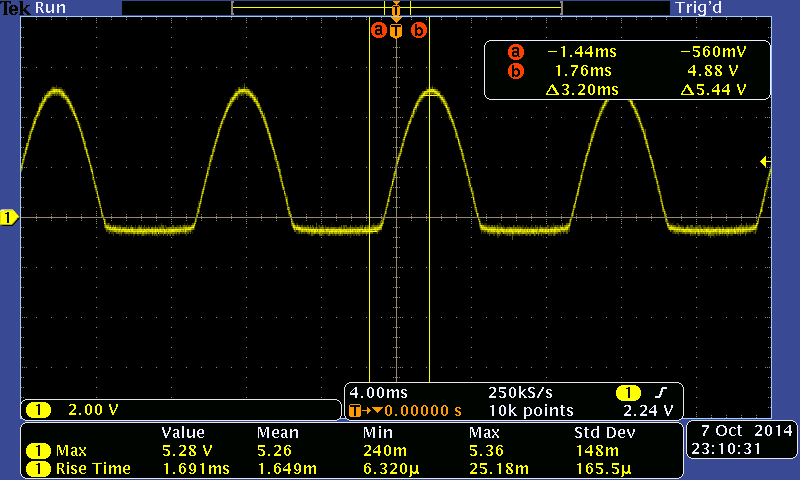 Tek Run Trig'd
T
a T b
a −1.44ms −560mV
b 1.76ms 4.88 V
Δ3.20ms Δ5.44 V
1
1 2.00 V
4.00ms 250kS/s 1
T→▼0.00000 s 10k points 2.24 V
Value Mean Min Max Std Dev
1 Max 5.28 V 5.26 240m 5.36 148m
1 Rise Time 1.691ms 1.649m 6.320µ 25.18m 165.5µ
7 Oct 2014
23:10:31